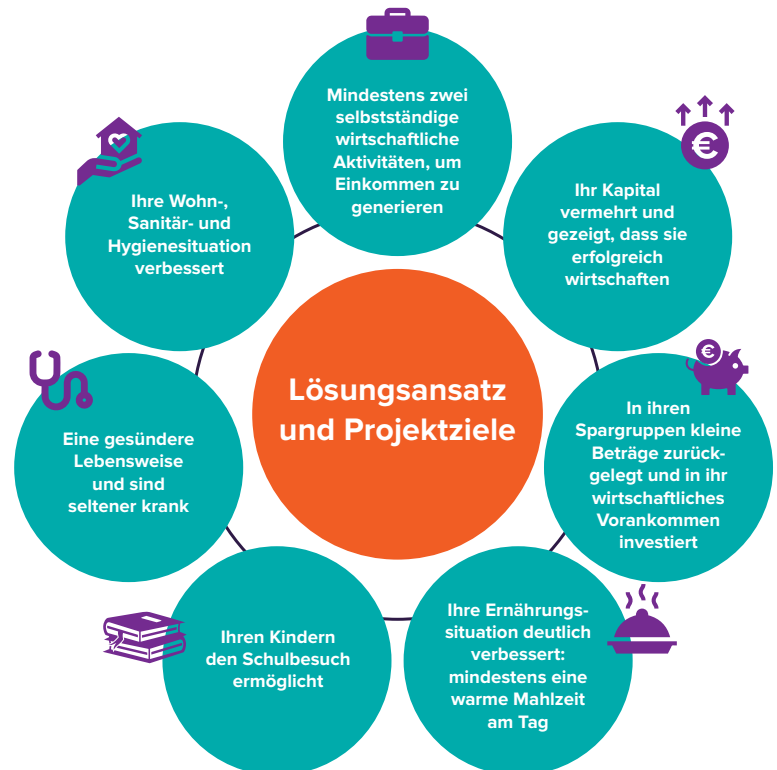 Mindestens zwei
selbstständige
wirtschaftliche
Aktivitäten, um
Einkommen zu
generieren
Ihr Kapital
vermehrt und
gezeigt, dass sie
erfolgreich
wirtschaften
€
In ihren
Spargruppen kleine
Beträge zurück-
gelegt und in ihr
wirtschaftliches
Vorankommen
investiert
€
Ihre Ernährungs-
situation deutlich
verbessert:
mindestens eine
warme Mahlzeit
am Tag
Ihren Kindern
den Schulbesuch
ermöglicht
Eine gesündere
Lebensweise
und sind
seltener krank
Ihre Wohn-,
Sanitär- und
Hygienesituation
verbessert
Lösungsansatz
und Projektziele